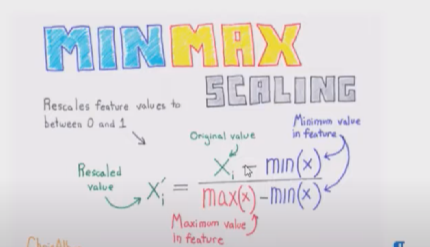 MINMAX
SCALING
Rescales feature values to
between 0 and 1
Original value
Minimum value
in feature
Rescaled
value
X'i = Xi - min(x)
max(x) - min(x)
Maximum value
in feature